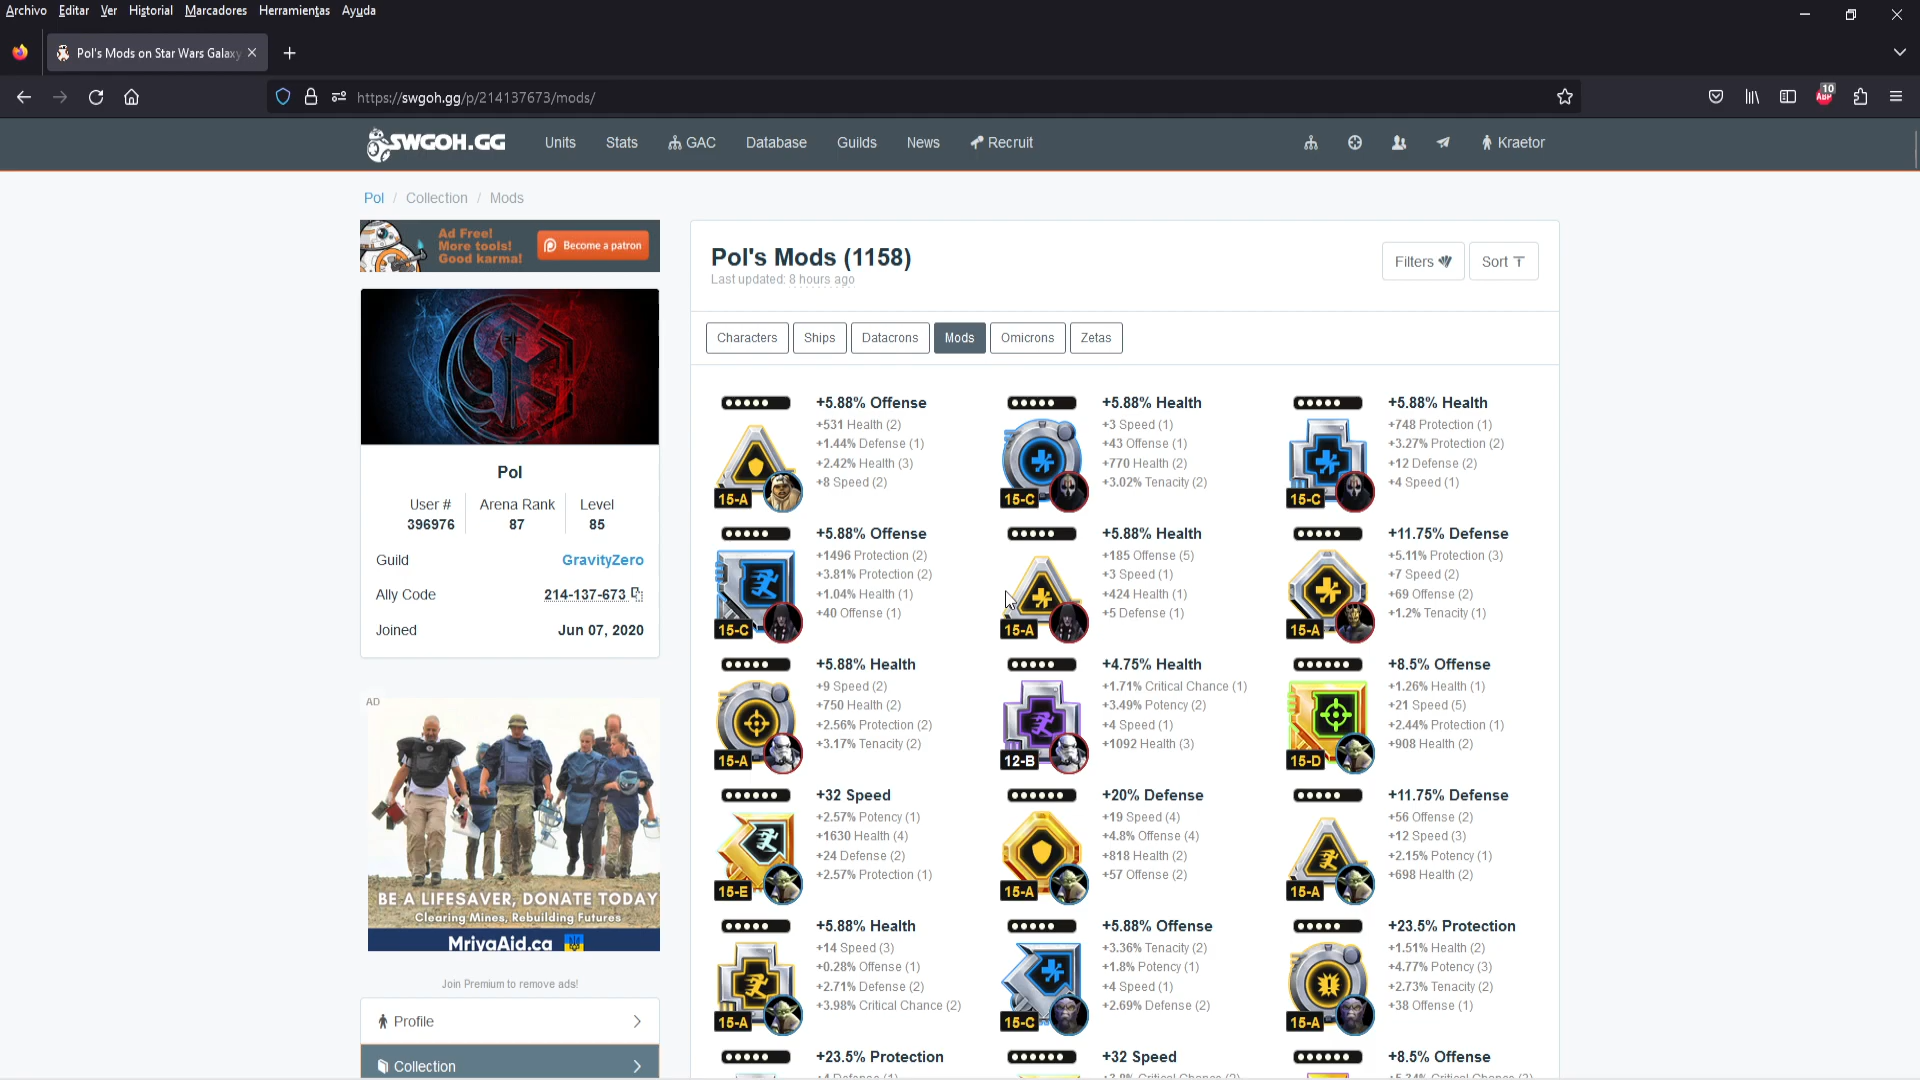 Archivo Editar Ver Historial Marcadores Herramientas Ayuda
Pol's Mods on Star Wars Galaxy
https://swgoh.gg/p/214137673/mods/
10
ABP
SWGOH.GG Units Stats GAC Database Guilds News Recruit Kraetor
Pol / Collection / Mods
Ad Free!
More tools!
Good karma!
Become a patron
Pol
User # Arena Rank Level
396976 87 85
Guild GravityZero
Ally Code 214-137-673
Joined Jun 07, 2020
AD
BE A LIFESAVER, DONATE TODAY
Clearing Mines, Rebuilding Futures
MriyaAid.ca
Join Premium to remove ads!
Profile
Collection
Pol's Mods (1158)
Last updated: 8 hours ago
Filters Sort
Characters Ships Datacrons Mods Omicrons Zetas
+5.88% Offense
+531 Health (2)
+1.44% Defense (1)
+2.42% Health (3)
+8 Speed (2)
15-A
+5.88% Health
+3 Speed (1)
+43 Offense (1)
+770 Health (2)
+3.02% Tenacity (2)
15-C
+5.88% Health
+748 Protection (1)
+3.27% Protection (2)
+12 Defense (2)
+4 Speed (1)
15-C
+5.88% Offense
+1496 Protection (2)
+3.81% Protection (2)
+1.04% Health (1)
+40 Offense (1)
15-C
+5.88% Health
+185 Offense (5)
+3 Speed (1)
+424 Health (1)
+5 Defense (1)
15-A
+11.75% Defense
+5.11% Protection (3)
+7 Speed (2)
+69 Offense (2)
+1.2% Tenacity (1)
15-A
+5.88% Health
+9 Speed (2)
+750 Health (2)
+2.56% Protection (2)
+3.17% Tenacity (2)
15-A
+4.75% Health
+1.71% Critical Chance (1)
+3.49% Potency (2)
+4 Speed (1)
+1092 Health (3)
12-B
+8.5% Offense
+1.26% Health (1)
+21 Speed (5)
+2.44% Protection (1)
+908 Health (2)
15-D
+32 Speed
+2.57% Potency (1)
+1630 Health (4)
+24 Defense (2)
+2.57% Protection (1)
15-E
+20% Defense
+19 Speed (4)
+4.8% Offense (4)
+818 Health (2)
+57 Offense (2)
15-A
+11.75% Defense
+56 Offense (2)
+12 Speed (3)
+2.15% Potency (1)
+698 Health (2)
15-A
+5.88% Health
+14 Speed (3)
+0.28% Offense (1)
+2.71% Defense (2)
+3.98% Critical Chance (2)
15-A
+5.88% Offense
+3.36% Tenacity (2)
+1.8% Potency (1)
+4 Speed (1)
+2.69% Defense (2)
15-C
+23.5% Protection
+1.51% Health (2)
+4.77% Potency (3)
+2.73% Tenacity (2)
+38 Offense (1)
15-A
+23.5% Protection
+32 Speed
+8.5% Offense